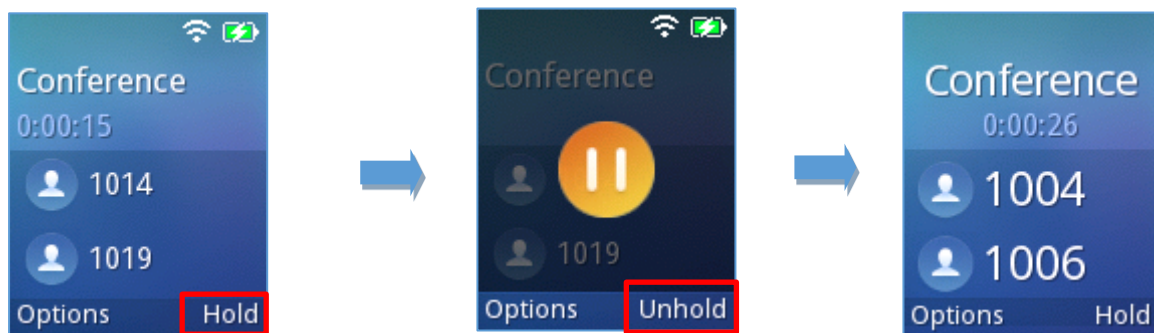 Conference
0:00:15
1014
1019
Options Hold
Conference
1019
Options Unhold
Conference
0:00:26
1004
1006
Options Hold